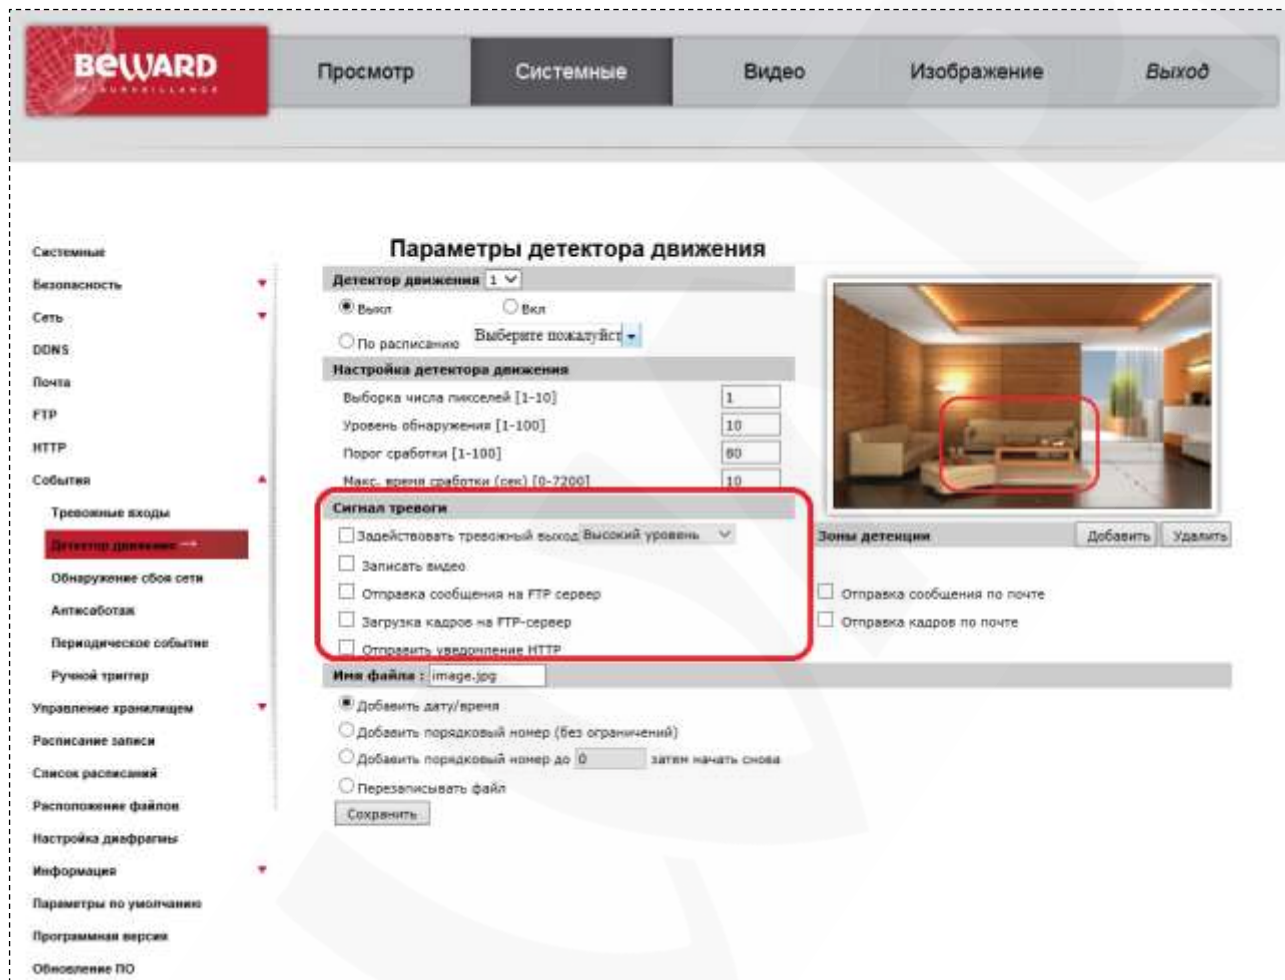 BEWARD
IP SURVEILLANCE
Просмотр
Системные
Видео
Изображение
Выход
Системные
Безопасность
Сеть
DDNS
Почта
FTP
HTTP
События
Тревожные входы
Детектор движения →
Обнаружение сбоя сети
Антисаботаж
Периодическое событие
Ручной триггер
Управление хранилищем
Расписание записи
Список расписаний
Расположение файлов
Настройка диафрагмы
Информация
Параметры по умолчанию
Программная версия
Обновление ПО
Параметры детектора движения
Детектор движения 1
Выкл Вкл
По расписанию Выберите пожалуйст
Настройка детектора движения
Выборка числа пикселей [1-10] 1
Уровень обнаружения [1-100] 10
Порог сработки [1-100] 80
Макс. время сработки (сек) [0-7200] 10
Сигнал тревоги
Задействовать тревожный выход Высокий уровень
Записать видео
Отправка сообщения на FTP сервер
Загрузка кадров на FTP-сервер
Отправить уведомление HTTP
Зоны детекции Добавить Удалить
Отправка сообщения по почте
Отправка кадров по почте
Имя файла : image.jpg
Добавить дату/время
Добавить порядковый номер (без ограничений)
Добавить порядковый номер до 0 затем начать снова
Перезаписывать файл
Сохранить